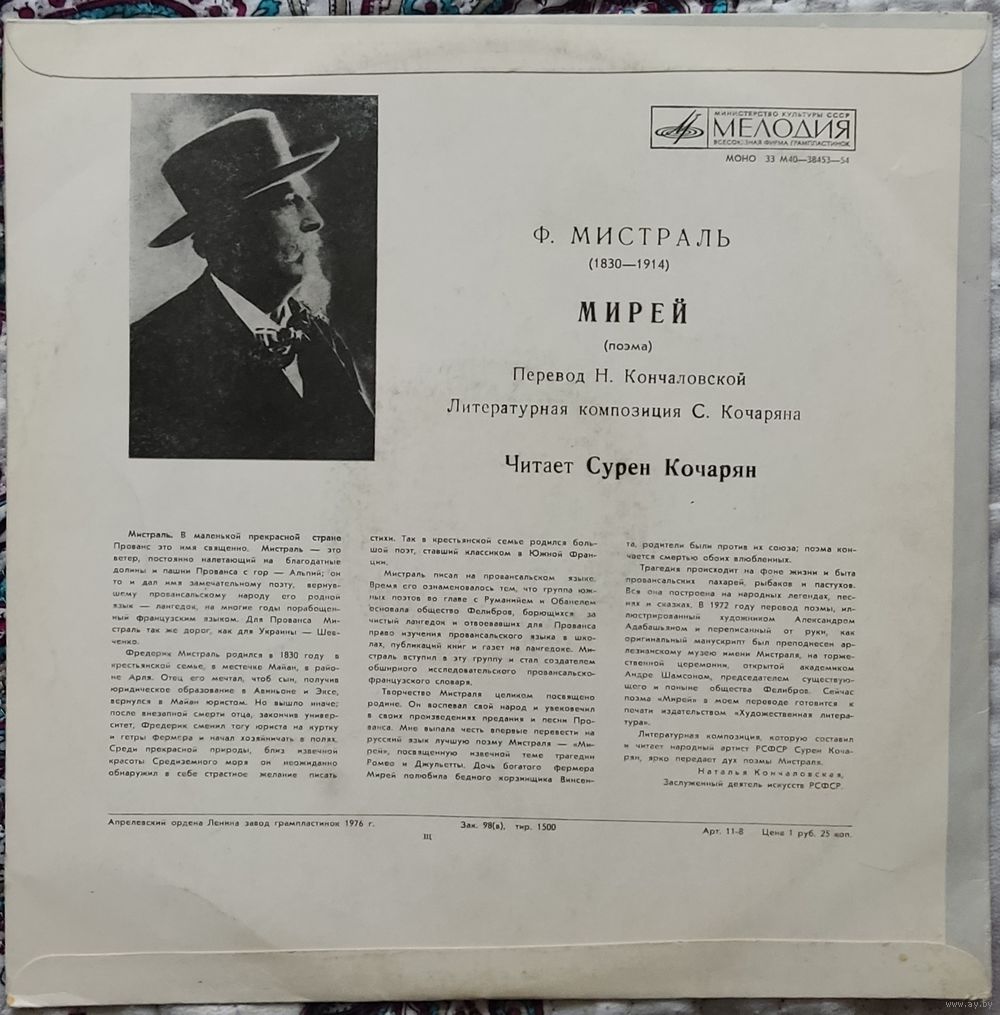 МИНИСТЕРСТВО КУЛЬТУРЫ СССР
МЕЛОДИЯ
ВСЕСОЮЗНАЯ ФИРМА ГРАМПЛАСТИНОК
МОНО 33 М40—38453—54
Ф. МИСТРАЛЬ
(1830—1914)
МИРЕЙ
(поэма)
Перевод Н. Кончаловской
Литературная композиция С. Кочаряна
Читает Сурен Кочарян
Мистраль. В маленькой прекрасной стране
Прованс это имя священно. Мистраль — это
ветер, постоянно налетающий на благодатные
долины и пашни Прованса с гор — Альпий; он
то и дал имя замечательному поэту, вернув-
шему провансальскому народу его родной
язык — лангедок, на многие годы порабощен-
ный французским языком. Для Прованса Ми-
страль так же дорог, как для Украины — Шев-
ченко.
Фредерик Мистраль родился в 1830 году в
крестьянской семье, в местечке Майан, в райо-
не Арля. Отец его мечтал, чтоб сын, получив
юридическое образование в Авиньоне и Эксе,
вернулся в Майан юристом. Но вышло иначе;
после внезапной смерти отца, закончив универ-
ситет, Фредерик сменил тогу юриста на куртку
и гетры фермера и начал хозяйничать в полях.
Среди прекрасной природы, близ извечной
красоты Средиземного моря он неожиданно
обнаружил в себе страстное желание писать
стихи. Так в крестьянской семье родился боль-
шой поэт, ставший классиком в Южной Фран-
ции.
Мистраль писал на провансальском языке.
Время его ознаменовалось тем, что группа юж-
ных поэтов во главе с Руманийем и Обанелем
основала общество Фелибров, борющихся за
чистый лангедок и отвоевавших для Прованса
право изучения провансальского языка в шко-
лах, публикаций книг и газет на лангедоке. Ми-
страль вступил в эту группу и стал создателем
обширного исследовательского провансальско-
французского словаря.
Творчество Мистраля целиком посвящено
родине. Он воспевал свой народ и увековечил
в своих произведениях предания и песни Про-
ванса. Мне выпала честь впервые перевести на
русский язык лучшую поэму Мистраля — «Ми-
рей», посвященную извечной теме трагедии
Ромео и Джульетты. Дочь богатого фермера
Мирей полюбила бедного корзинщика Винсен-
та, родители были против их союза; поэма кон-
чается смертью обоих влюбленных.
Трагедия происходит на фоне жизни и быта
провансальских пахарей, рыбаков и пастухов.
Вся она построена на народных легендах, пес-
нях и сказках. В 1972 году перевод поэмы, ил-
люстрированный художником Александром
Адабашьяном и переписанный от руки, как
оригинальный манускрипт был преподнесен ар-
лезианскому музею имени Мистраля, на торже-
ственной церемонии, открытой академиком
Андре Шамсоном, председателем существую-
щего и поныне общества Фелибров. Сейчас
поэма «Мирей» в моем переводе готовится к
печати издательством «Художественная литера-
тура».
Литературная композиция, которую составил
и читает народный артист РСФСР Сурен Коча-
рян, ярко передает дух поэмы Мистраля.
Наталья Кончаловская,
Заслуженный деятель искусств РСФСР.
Апрелевский ордена Ленина завод грампластинок 1976 г.
Зак. 98(в), тир. 1500
Арт. 11-8 Цена 1 руб. 25 коп.
Щ
www.ay.by